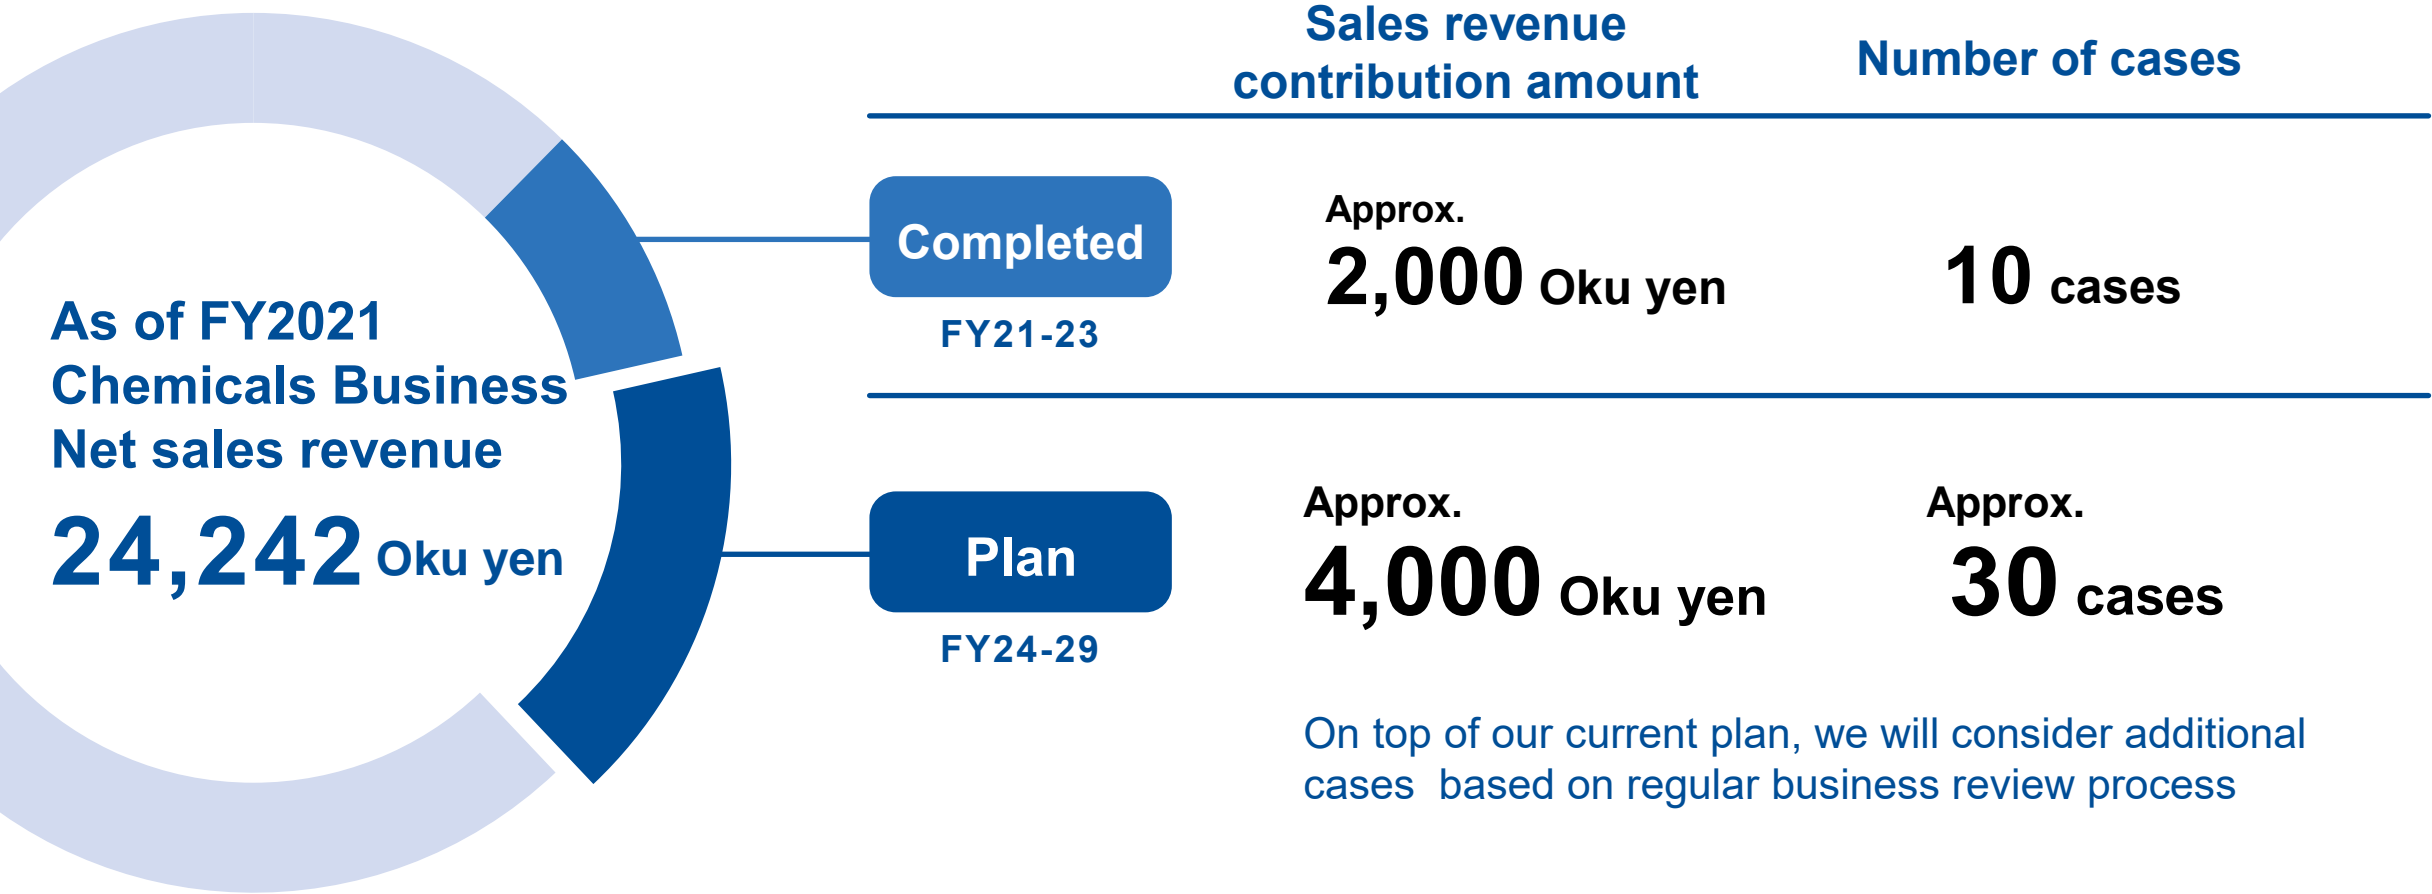 Sales revenue
contribution amount
Number of cases
As of FY2021
Chemicals Business
Net sales revenue
24,242 Oku yen
Completed
FY21-23
Approx.
2,000 Oku yen
10 cases
Plan
FY24-29
Approx.
4,000 Oku yen
Approx.
30 cases
On top of our current plan, we will consider additional
cases  based on regular business review process